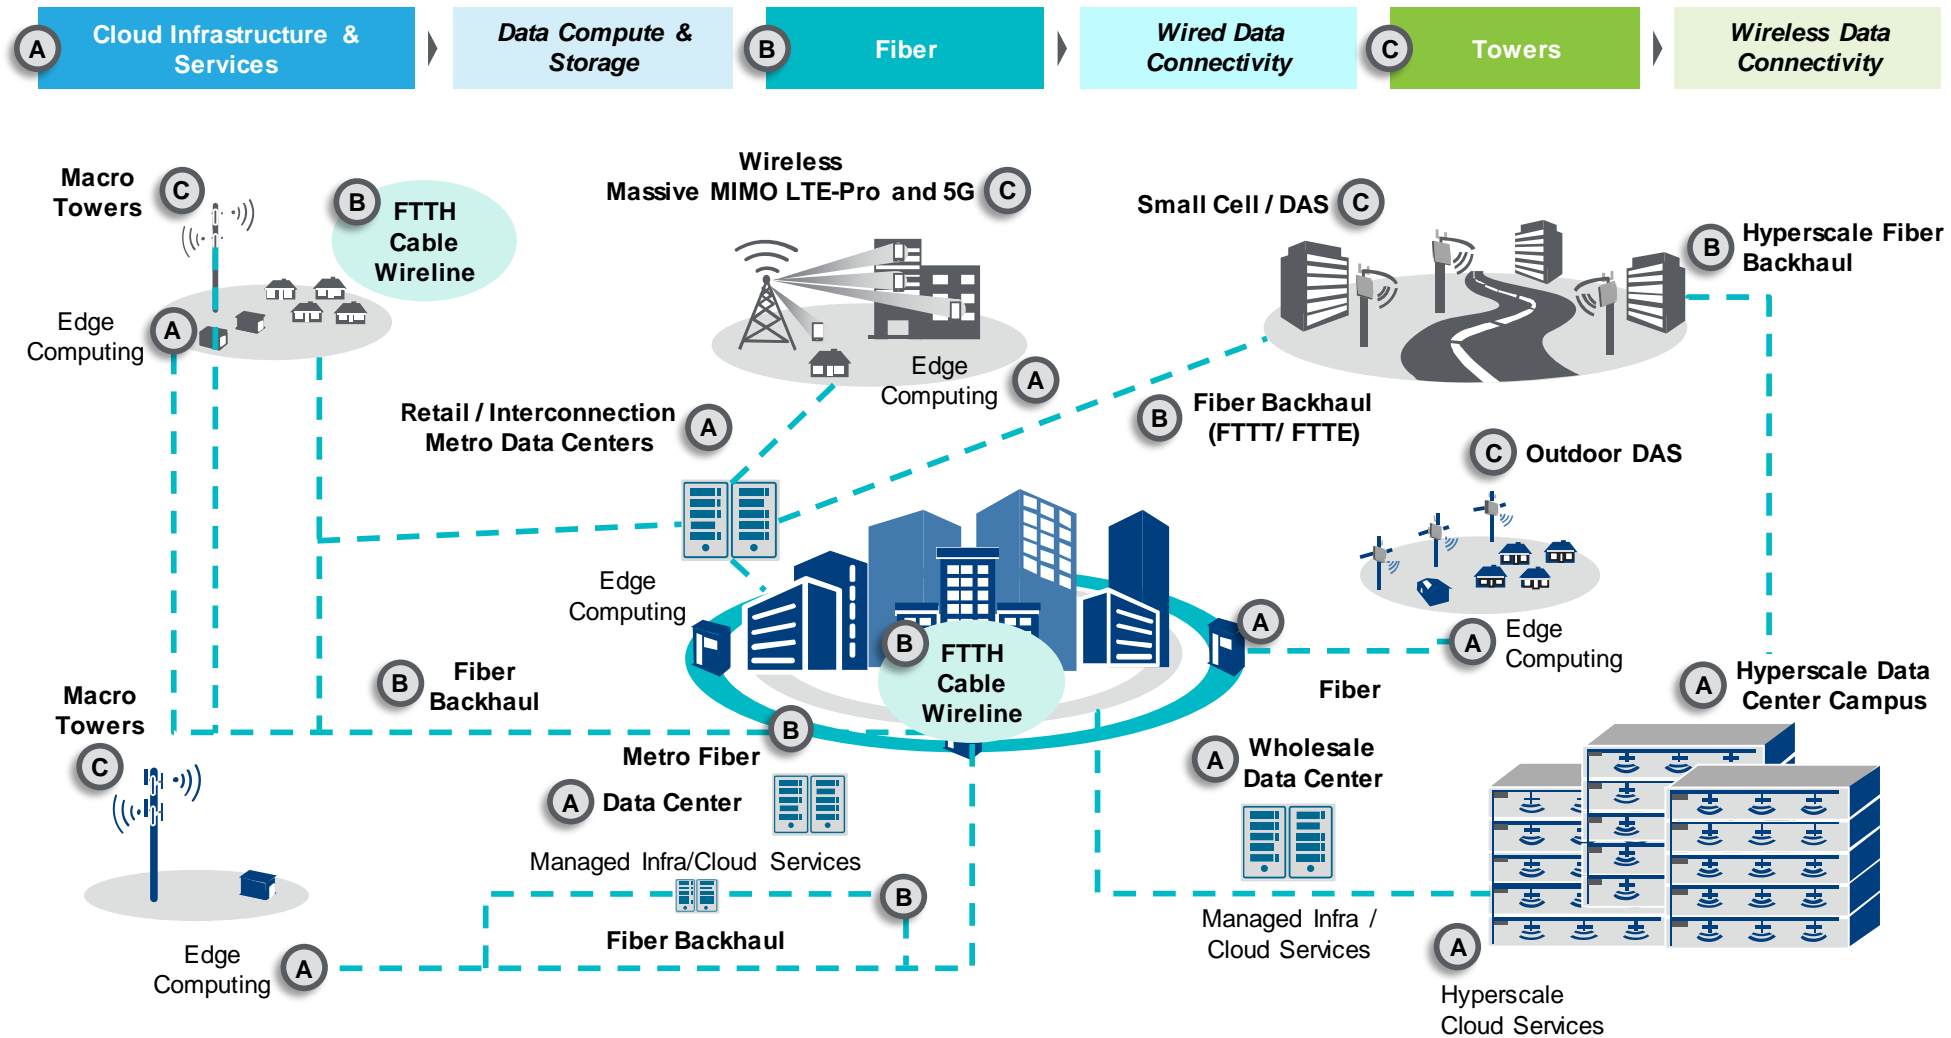 A
Cloud Infrastructure &
Services
Data Compute &
Storage
B
Fiber
Wired Data
Connectivity
C
Towers
Wireless Data
Connectivity
Macro
Towers
C
B
FTTH
Cable
Wireline
Edge
Computing
A
Wireless
Massive MIMO LTE-Pro and 5G
C
Edge
Computing
A
Small Cell / DAS
C
B
Hyperscale Fiber
Backhaul
Retail / Interconnection
Metro Data Centers
A
B
Fiber Backhaul
(FTTT/ FTTE)
C
Outdoor DAS
Edge
Computing
A
A
Edge
Computing
B
FTTH
Cable
Wireline
Fiber
B
Fiber
Backhaul
Macro
Towers
C
A
Hyperscale Data
Center Campus
B
Metro Fiber
A
Data Center
Managed Infra/Cloud Services
A
Wholesale
Data Center
B
Fiber Backhaul
Managed Infra /
Cloud Services
Edge
Computing
A
A
Hyperscale
Cloud Services